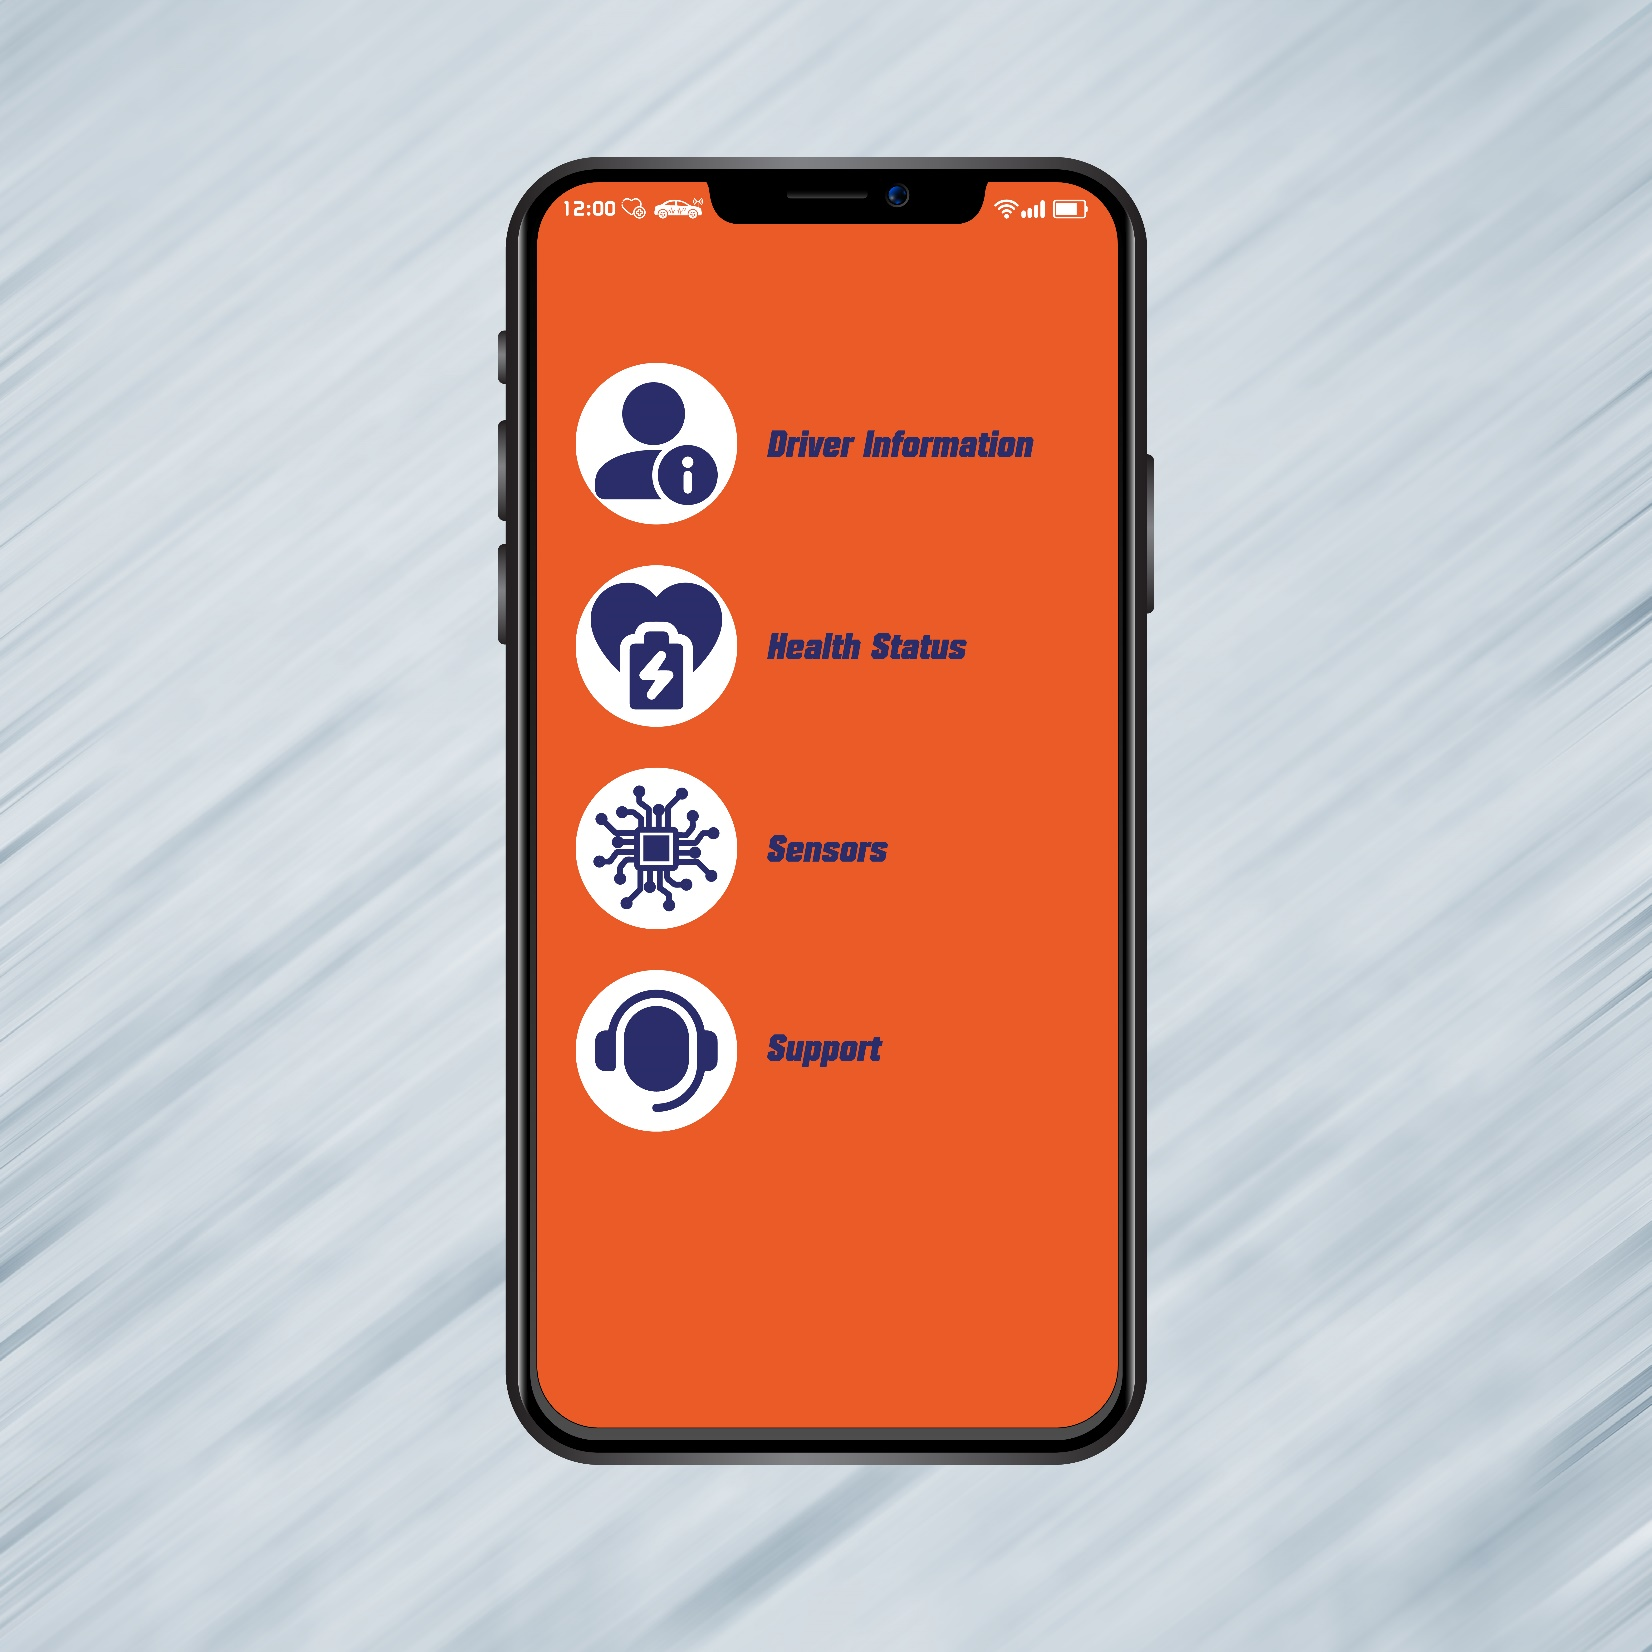 12:00
Driver Information
Health Status
Sensors
Support